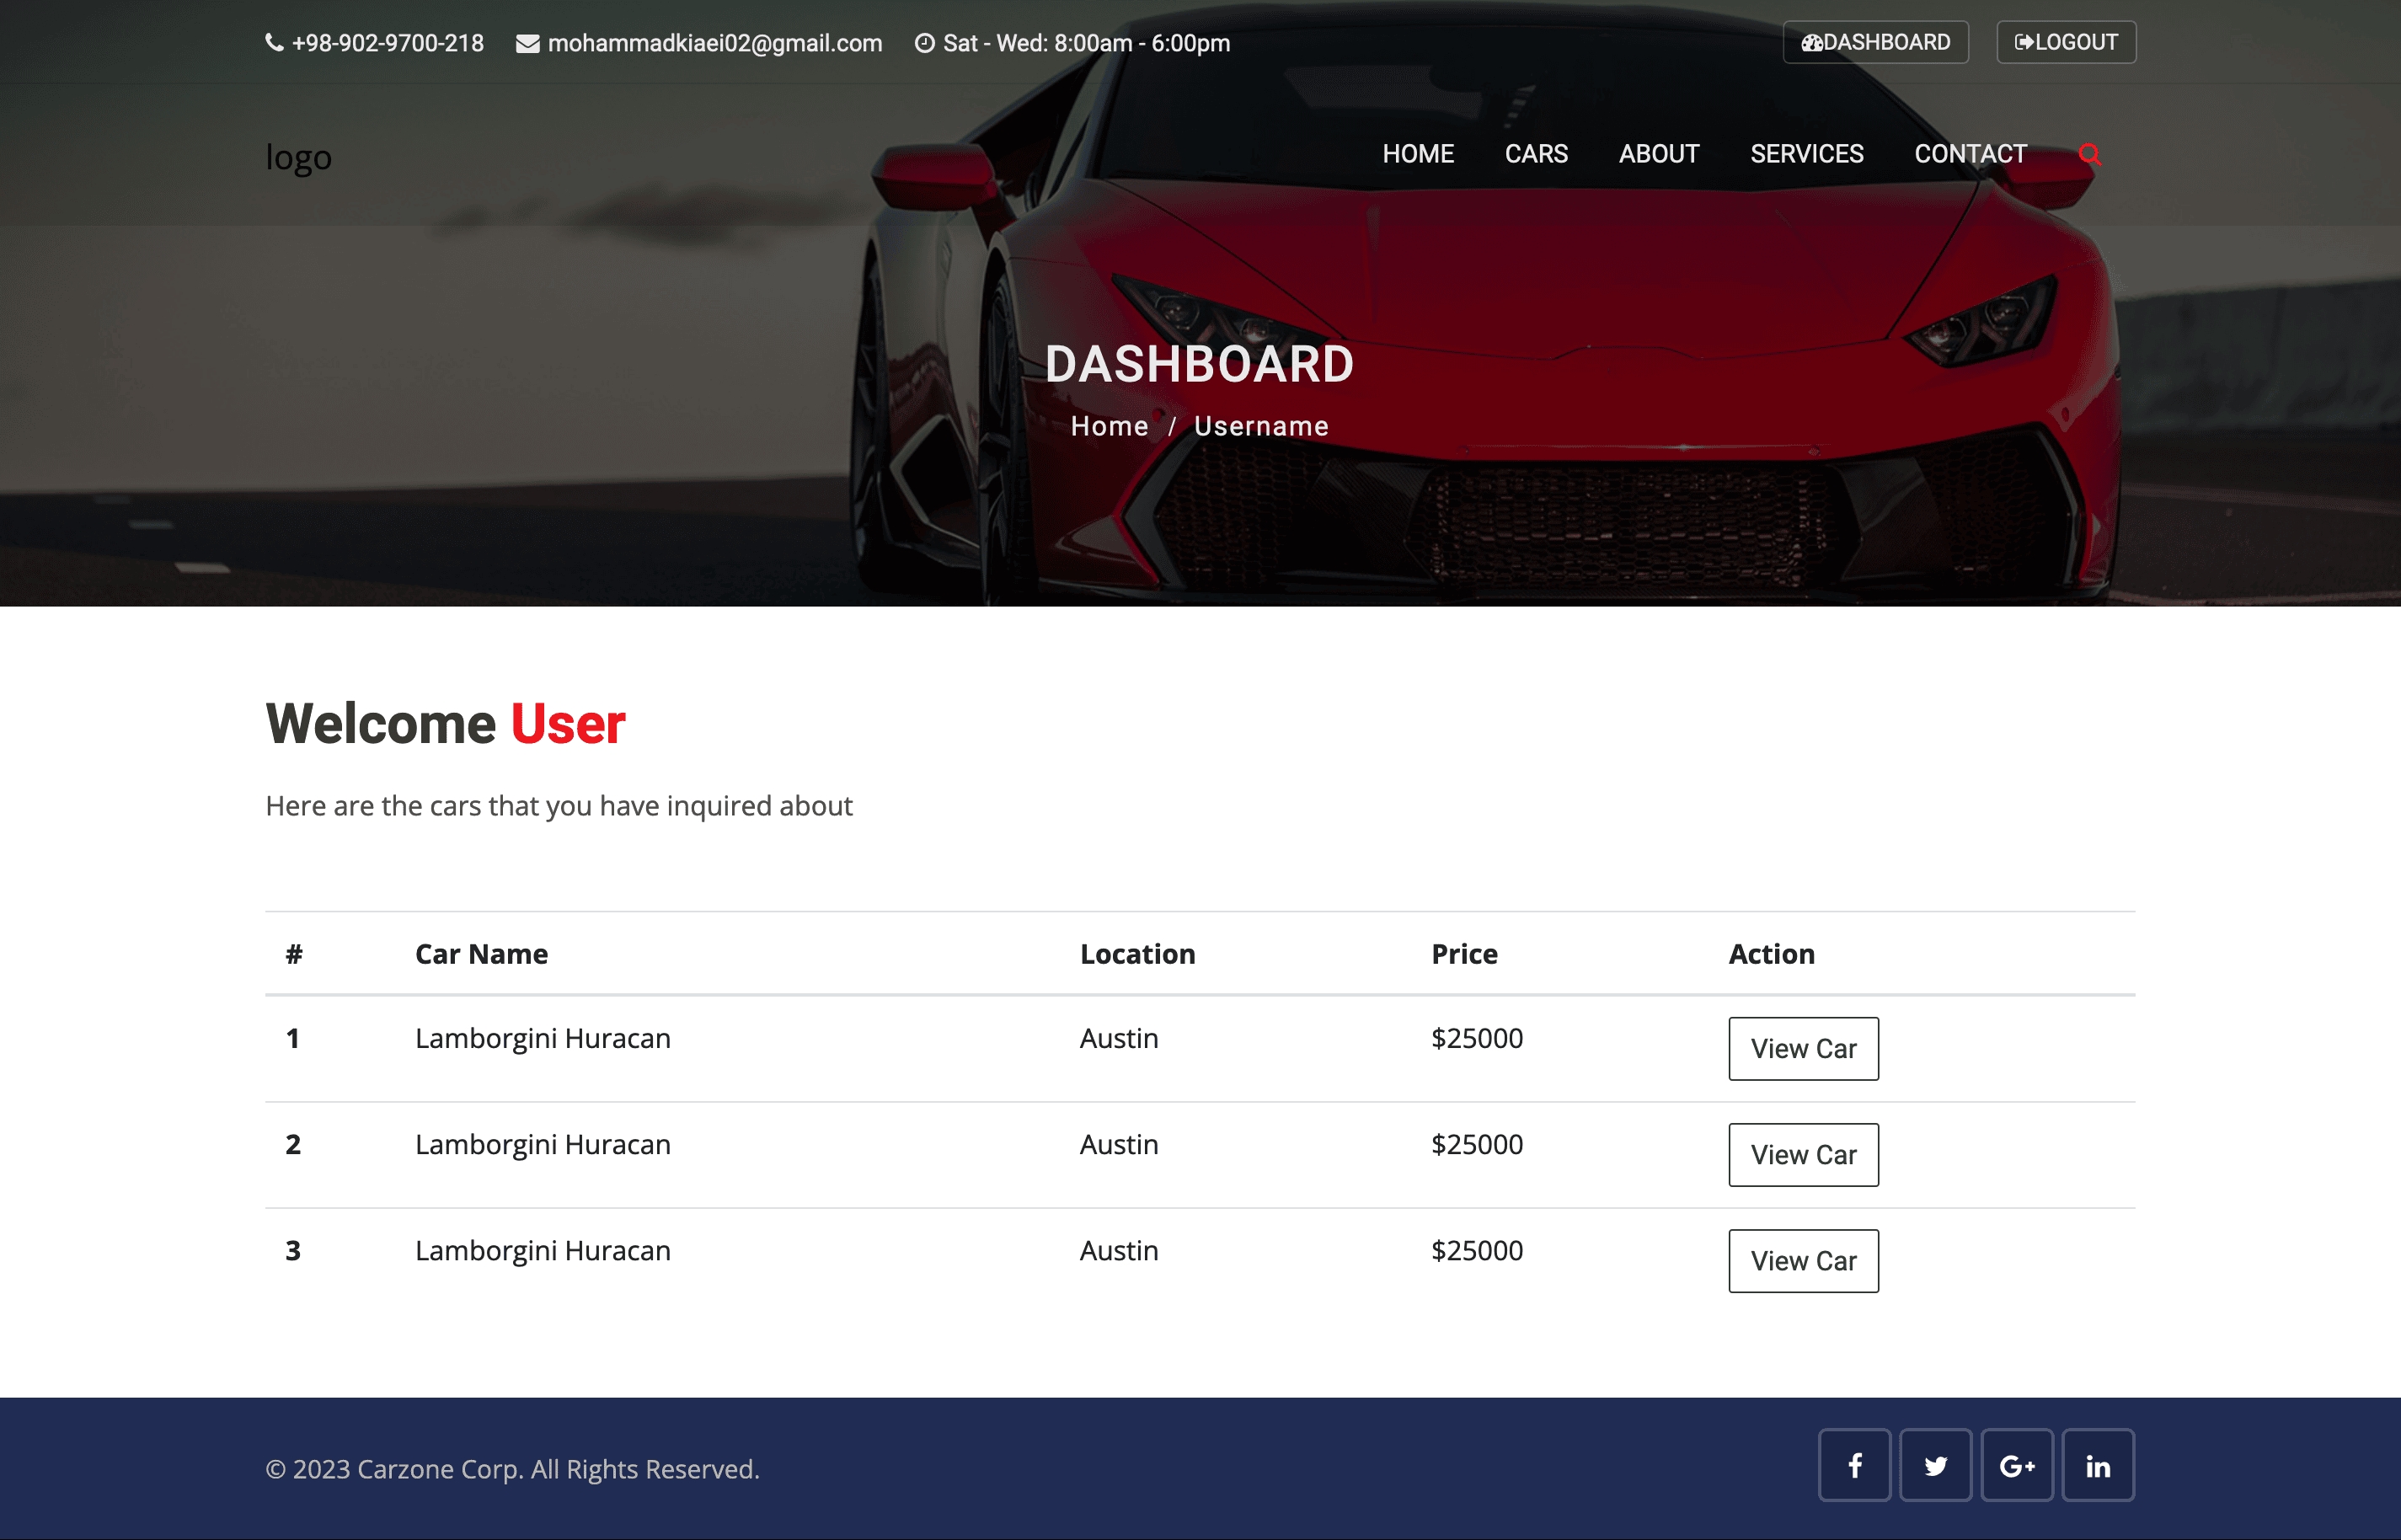 +98-902-9700-218 mohammadkiaei02@gmail.com Sat - Wed: 8:00am - 6:00pm DASHBOARD LOGOUT
logo HOME CARS ABOUT SERVICES CONTACT
DASHBOARD
Home / Username
Welcome User
Here are the cars that you have inquired about
# Car Name Location Price Action
1 Lamborgini Huracan Austin $25000 View Car
2 Lamborgini Huracan Austin $25000 View Car
3 Lamborgini Huracan Austin $25000 View Car
© 2023 Carzone Corp. All Rights Reserved.